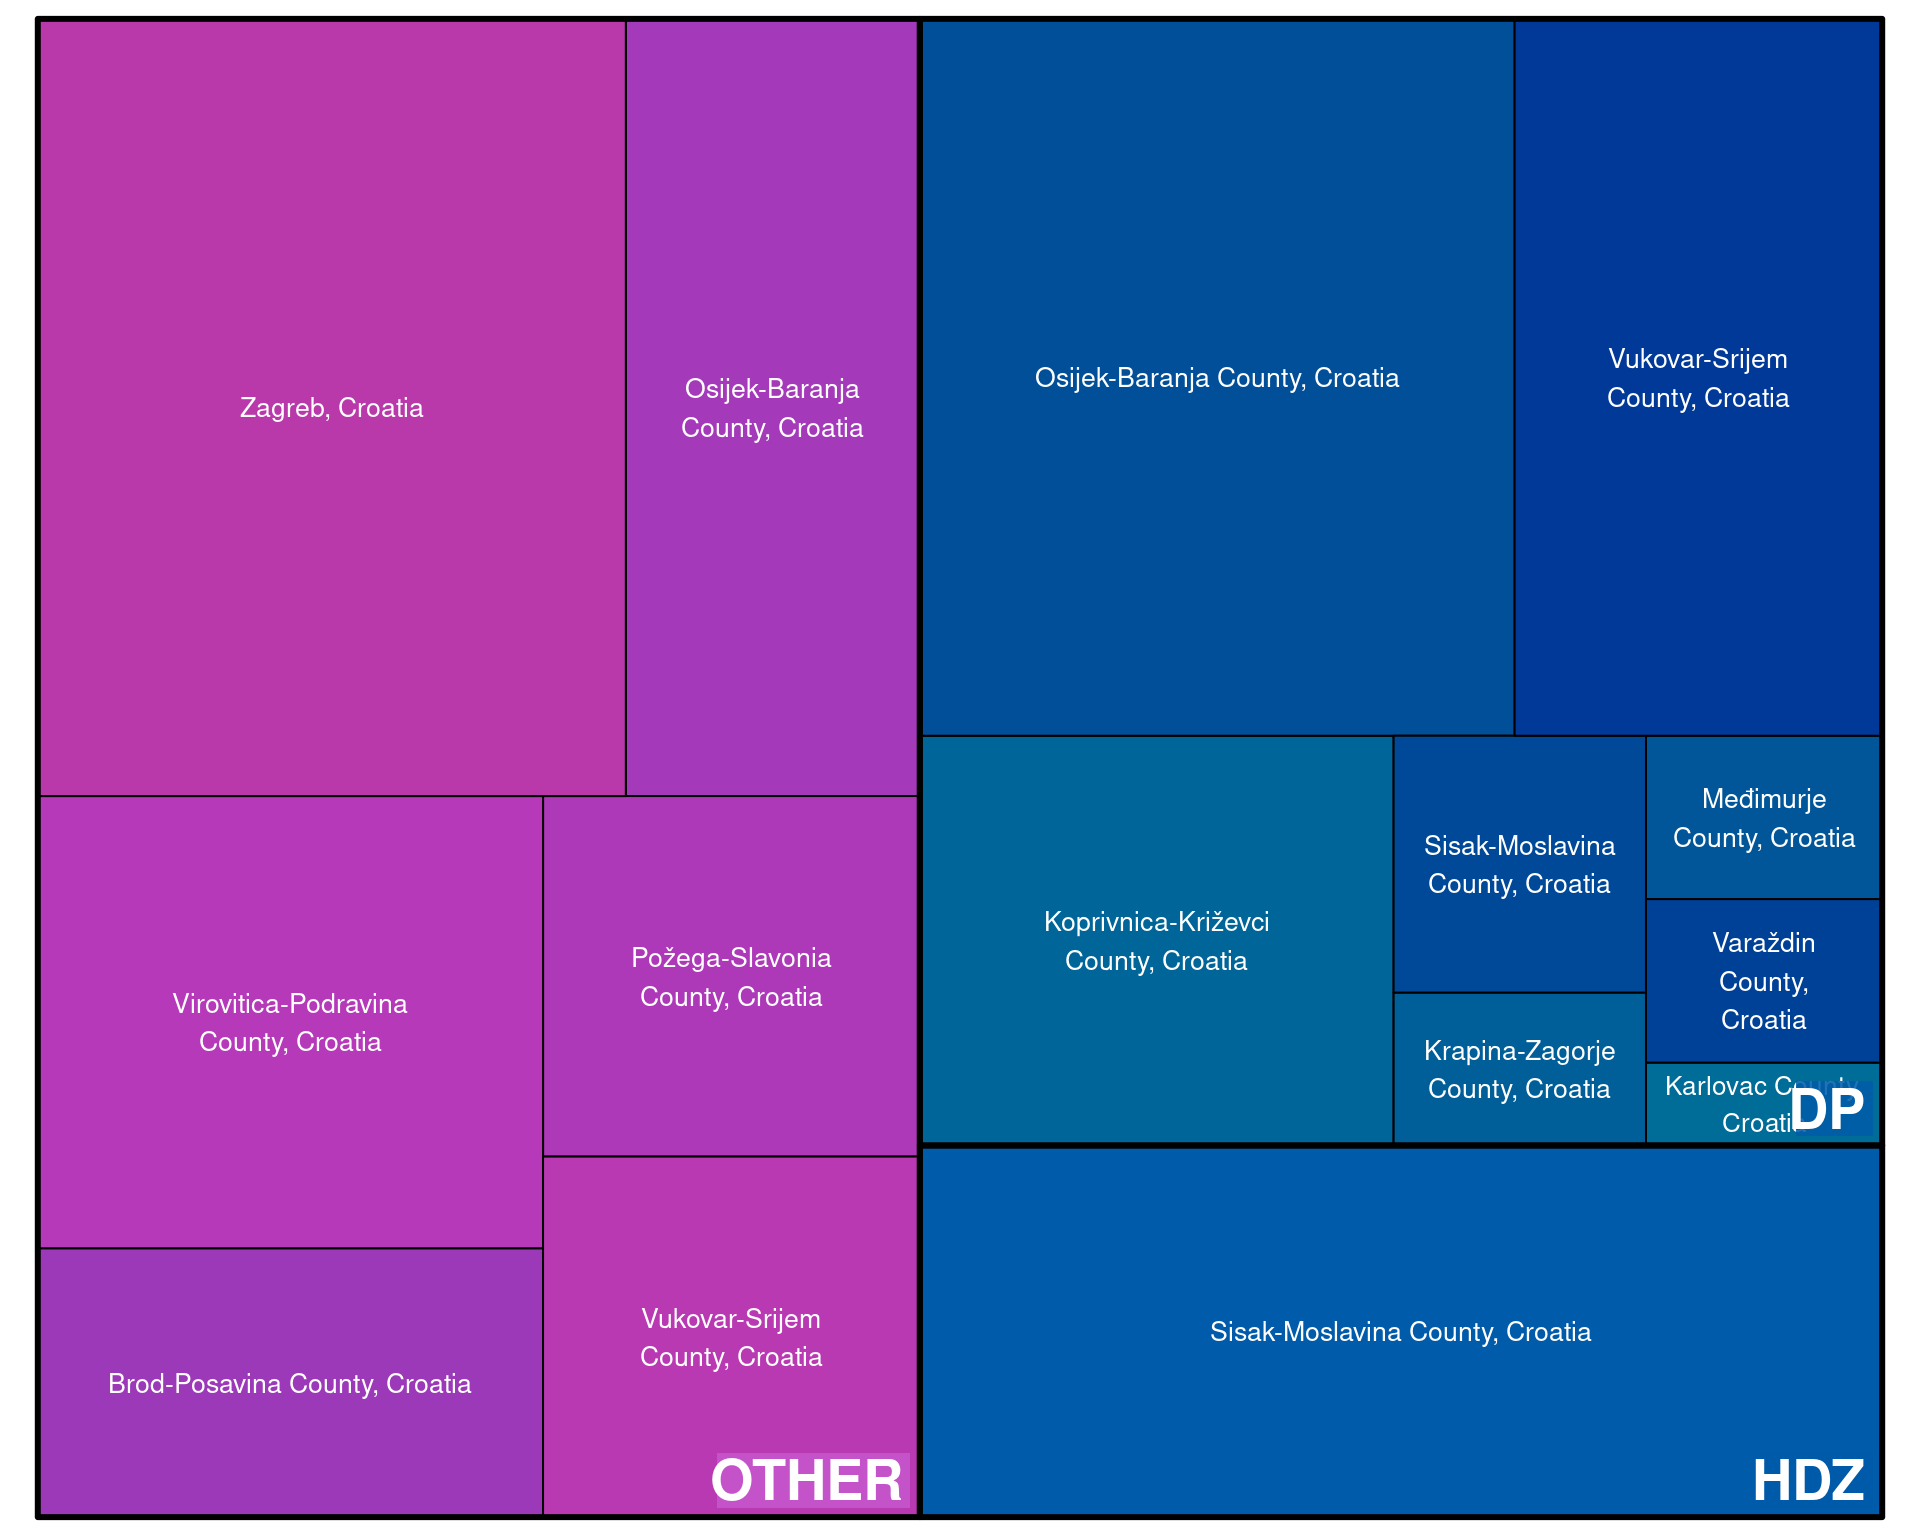 Zagreb, Croatia
Osijek-Baranja
County, Croatia
Virovitica-Podravina
County, Croatia
Požega-Slavonia
County, Croatia
Brod-Posavina County, Croatia
Vukovar-Srijem
County, Croatia
OTHER
Osijek-Baranja County, Croatia
Vukovar-Srijem
County, Croatia
Koprivnica-Križevci
County, Croatia
Sisak-Moslavina
County, Croatia
Krapina-Zagorje
County, Croatia
Međimurje
County, Croatia
Varaždin
County,
Croatia
Karlovac County,
Croatia
DP
Sisak-Moslavina County, Croatia
HDZ